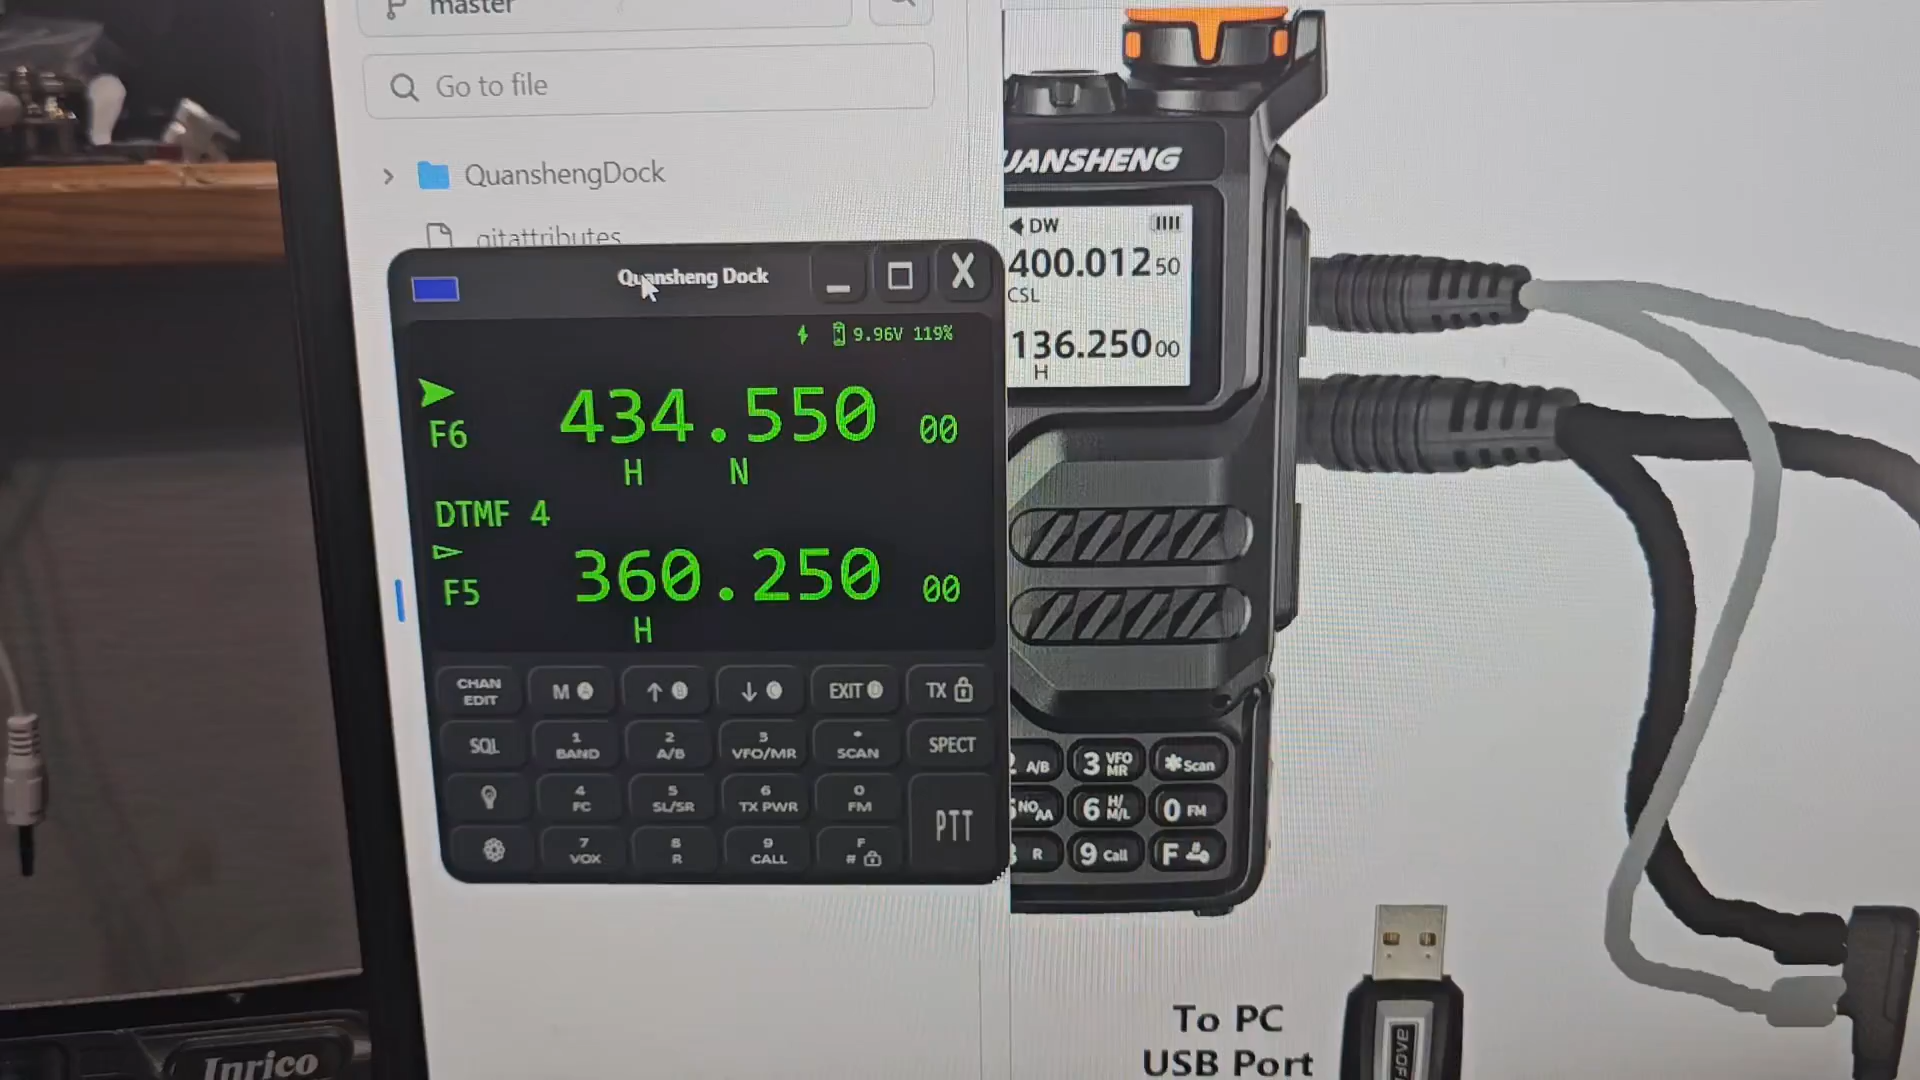 master
Go to file
QuanshengDock
.gitattributes
Quansheng Dock
X
9.96V 119%
F6 434.550 00
H N
DTMF 4
F5 360.250 00
H
CHAN EDIT
M A
B
C
EXIT D
TX
SQL
1 BAND
2 A/B
3 VFO/MR
* SCAN
SPECT
4 FC
5 SL/SR
6 TX PWR
0 FM
PTT
7 VOX
8 R
9 CALL
F #
UANSHENG
DW
400.012 50
CSL
136.250 00
H
A/B
3 VFO MR
* Scan
NO AA
6 H/ M/L
0 FM
R
9 Call
F #
To PC
USB Port
Inrico